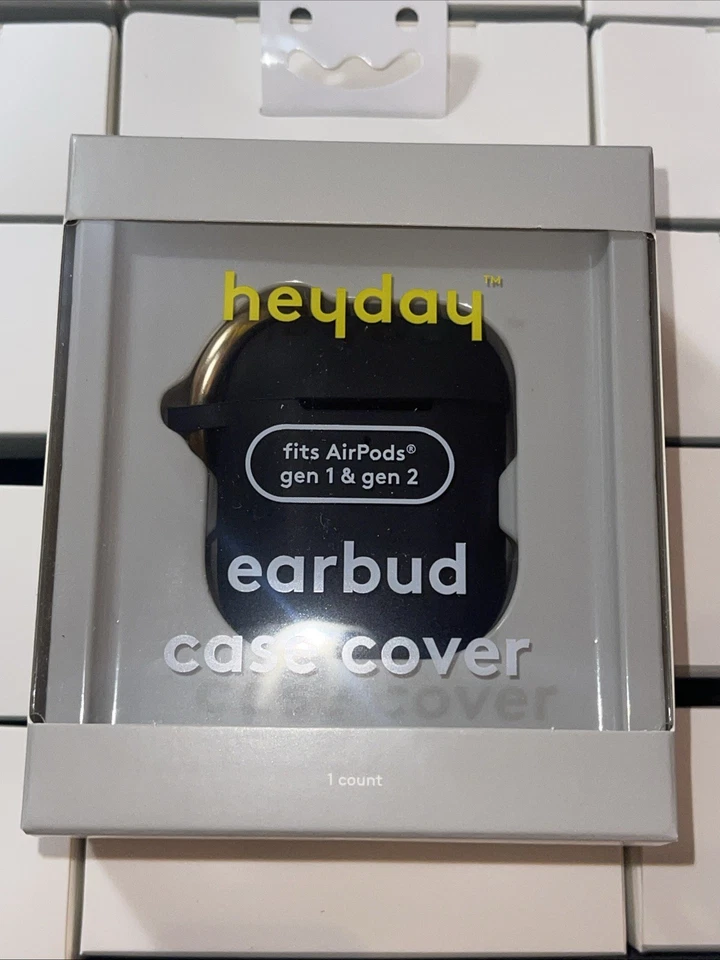 heyday™
fits AirPods®
gen 1 & gen 2
earbud
case cover
1 count